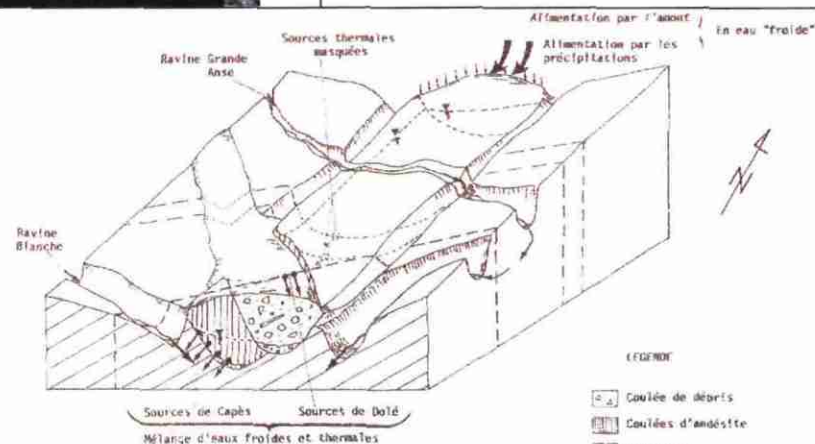 Alimentation par l'amont
En eau "froide"
Alimentation par les
précipitations
Sources thermales
masquées
Ravine Grande
Anse
N
Ravine
Blanche
LEGENDE
Coulée de débris
Coulées d'andésite
Sources de Capès
Sources de Dolé
Mélange d'eaux froides et thermales